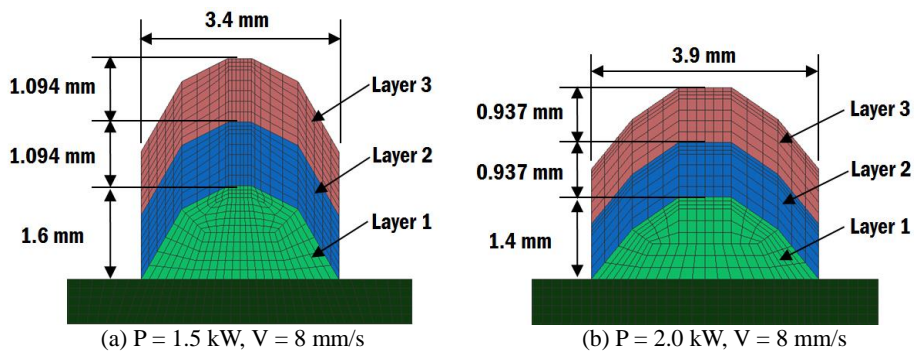 3.4 mm
1.094 mm
1.094 mm
1.6 mm
Layer 3
Layer 2
Layer 1
(a) P = 1.5 kW, V = 8 mm/s
3.9 mm
0.937 mm
0.937 mm
1.4 mm
Layer 3
Layer 2
Layer 1
(b) P = 2.0 kW, V = 8 mm/s